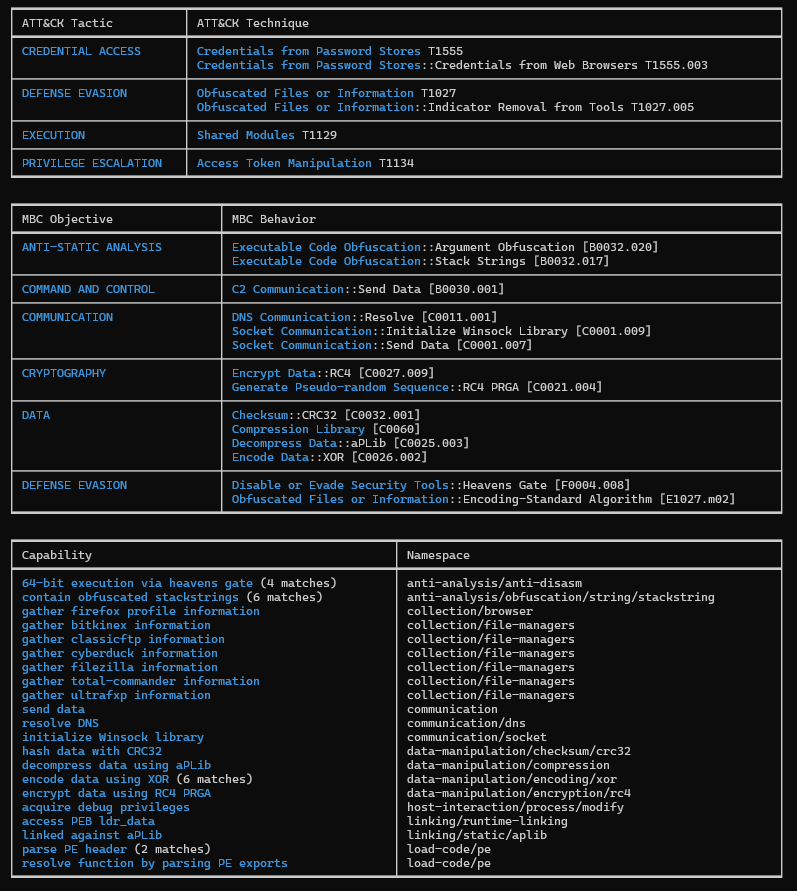 ATT&CK Tactic ATT&CK Technique
CREDENTIAL ACCESS Credentials from Password Stores T1555
Credentials from Password Stores::Credentials from Web Browsers T1555.003
DEFENSE EVASION Obfuscated Files or Information T1027
Obfuscated Files or Information::Indicator Removal from Tools T1027.005
EXECUTION Shared Modules T1129
PRIVILEGE ESCALATION Access Token Manipulation T1134
MBC Objective MBC Behavior
ANTI-STATIC ANALYSIS Executable Code Obfuscation::Argument Obfuscation [B0032.020]
Executable Code Obfuscation::Stack Strings [B0032.017]
COMMAND AND CONTROL C2 Communication::Send Data [B0030.001]
COMMUNICATION DNS Communication::Resolve [C0011.001]
Socket Communication::Initialize Winsock Library [C0001.009]
Socket Communication::Send Data [C0001.007]
CRYPTOGRAPHY Encrypt Data::RC4 [C0027.009]
Generate Pseudo-random Sequence::RC4 PRGA [C0021.004]
DATA Checksum::CRC32 [C0032.001]
Compression Library [C0060]
Decompress Data::aPLib [C0025.003]
Encode Data::XOR [C0026.002]
DEFENSE EVASION Disable or Evade Security Tools::Heavens Gate [F0004.008]
Obfuscated Files or Information::Encoding-Standard Algorithm [E1027.m02]
Capability Namespace
64-bit execution via heavens gate (4 matches) anti-analysis/anti-disasm
contain obfuscated stackstrings (6 matches) anti-analysis/obfuscation/string/stackstring
gather firefox profile information collection/browser
gather bitkinex information collection/file-managers
gather classicftp information collection/file-managers
gather cyberduck information collection/file-managers
gather filezilla information collection/file-managers
gather total-commander information collection/file-managers
gather ultrafxp information collection/file-managers
send data communication
resolve DNS communication/dns
initialize Winsock library communication/socket
hash data with CRC32 data-manipulation/checksum/crc32
decompress data using aPLib data-manipulation/compression
encode data using XOR (6 matches) data-manipulation/encoding/xor
encrypt data using RC4 PRGA data-manipulation/encryption/rc4
acquire debug privileges host-interaction/process/modify
access PEB ldr_data linking/runtime-linking
linked against aPLib linking/static/aplib
parse PE header (2 matches) load-code/pe
resolve function by parsing PE exports load-code/pe